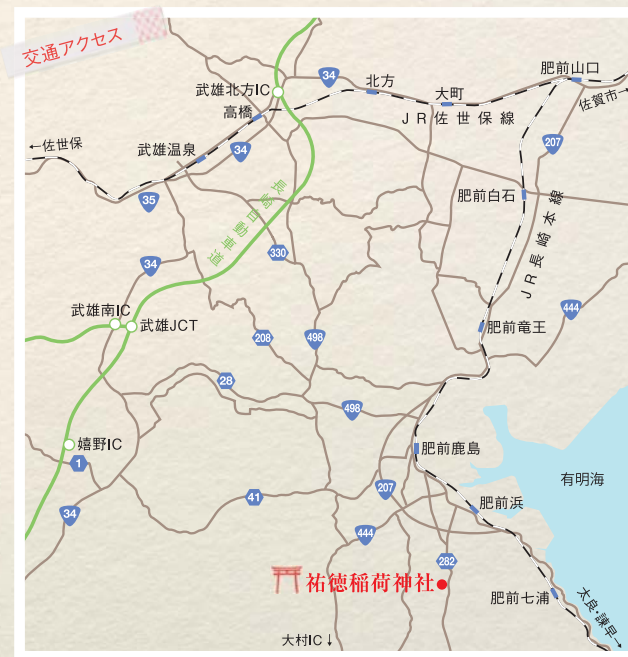 交通アクセス
34
北方
肥前山口
武雄北方IC
大町
佐賀市→
高橋
JR佐世保線
←佐世保
武雄温泉
34
207
35
肥前白石
長崎自動車道
JR長崎本線
34
330
武雄南IC
武雄JCT
肥前竜王
444
208
498
28
498
嬉野IC
肥前鹿島
1
有明海
41
207
肥前浜
34
444
282
祐徳稲荷神社
肥前七浦
太良・諫早→
大村IC↓